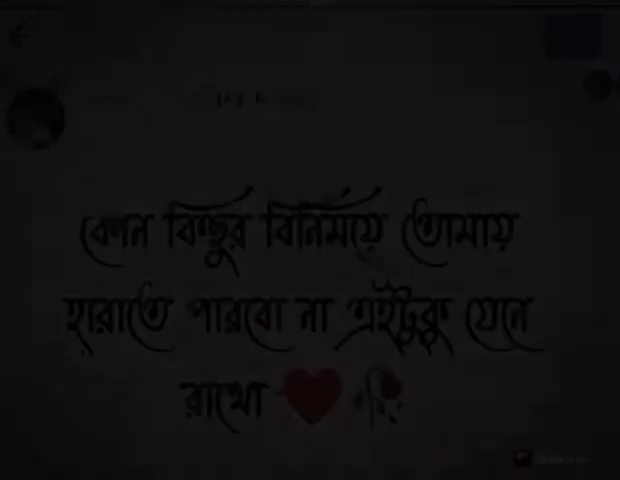 কোন কিছুর বিনিময়ে তোমায়
হারাতে পারবো না এইটুকু যেনে
রাখো ❤️